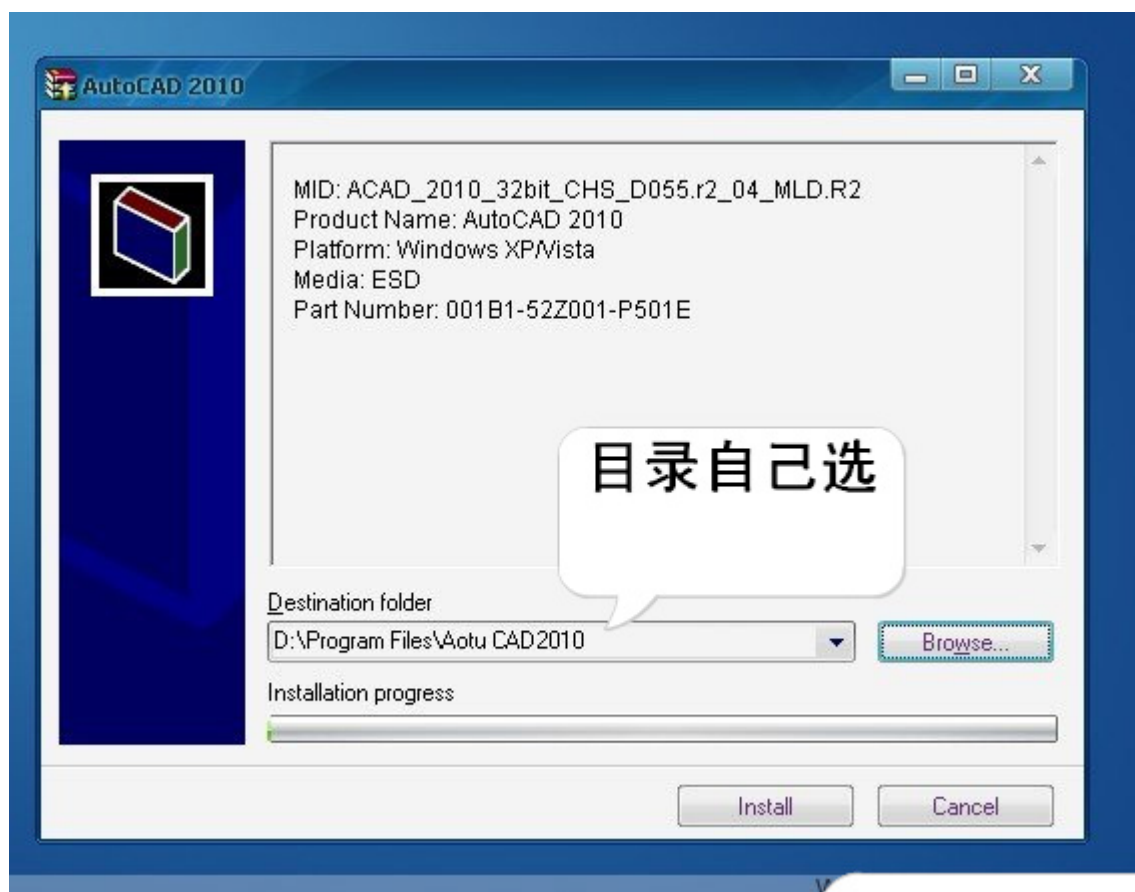 AutoCAD 2010
MID: ACAD_2010_32bit_CHS_D055.r2_04_MLD.R2
Product Name: AutoCAD 2010
Platform: Windows XP/Vista
Media: ESD
Part Number: 001B1-52Z001-P501E
目录自己选
Destination folder
D:\Program Files\Aotu CAD2010
Browse...
Installation progress
Install
Cancel